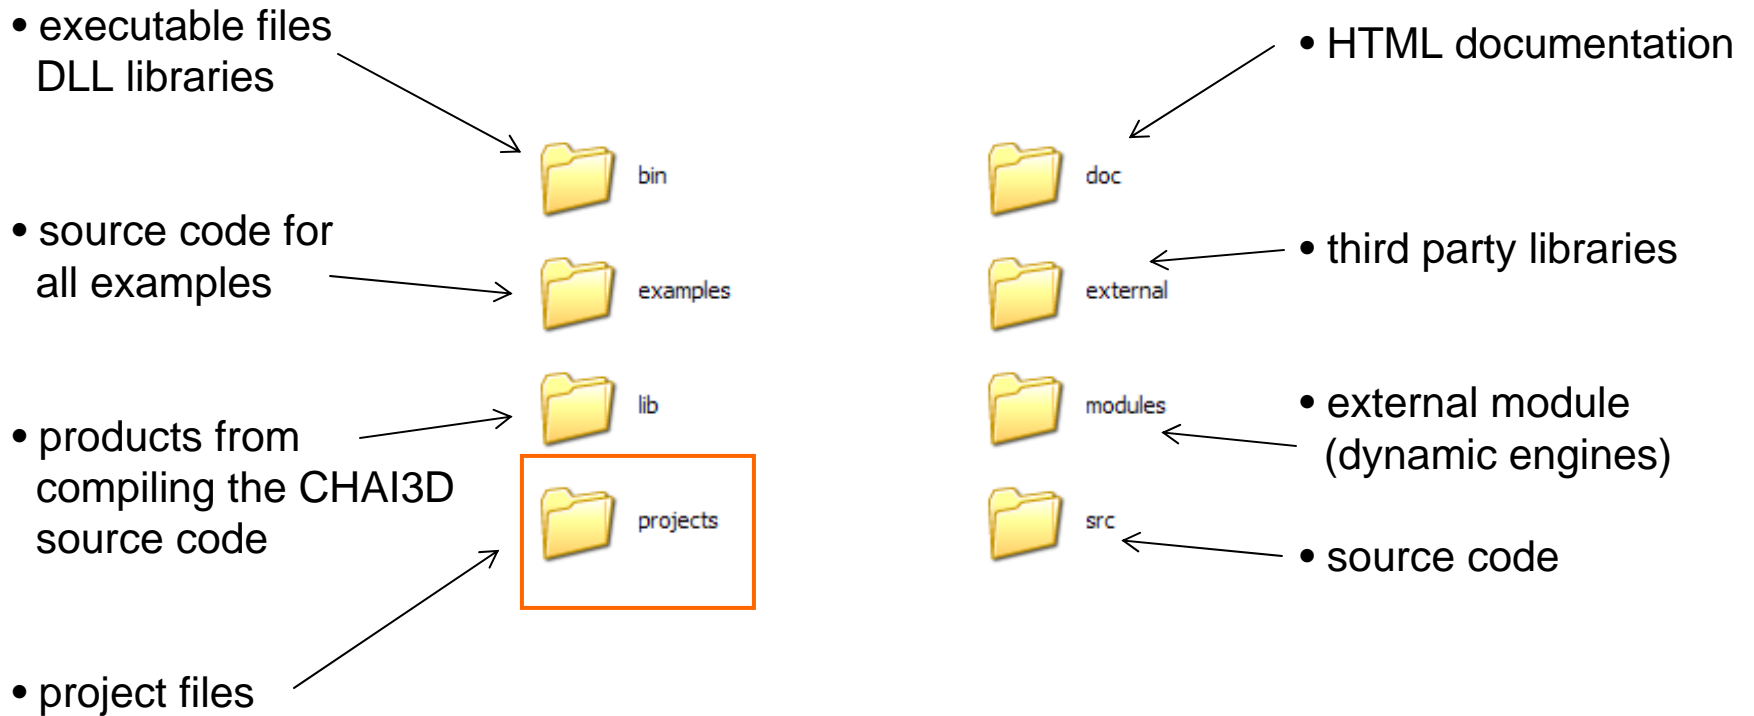 • executable files
DLL libraries
• source code for
all examples
• products from
compiling the CHAI3D
source code
• project files
bin
examples
lib
projects
doc
external
modules
src
• HTML documentation
• third party libraries
• external module
(dynamic engines)
• source code